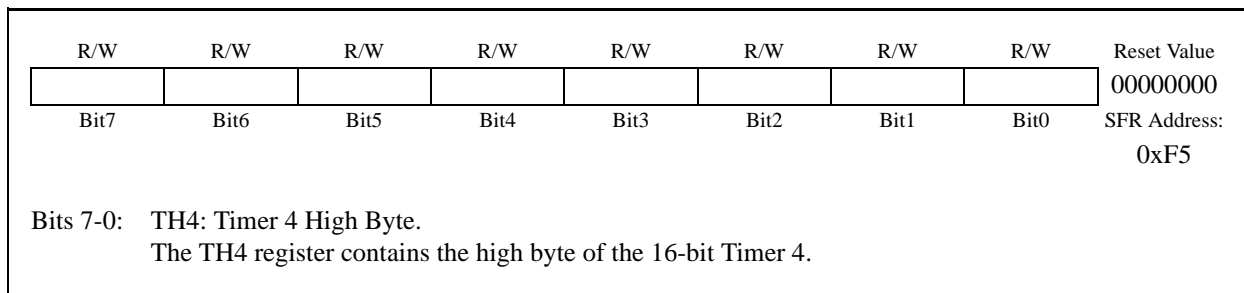 R/W R/W R/W R/W R/W R/W R/W R/W Reset Value
00000000
Bit7 Bit6 Bit5 Bit4 Bit3 Bit2 Bit1 Bit0 SFR Address:
0xF5
Bits 7-0: TH4: Timer 4 High Byte.
The TH4 register contains the high byte of the 16-bit Timer 4.